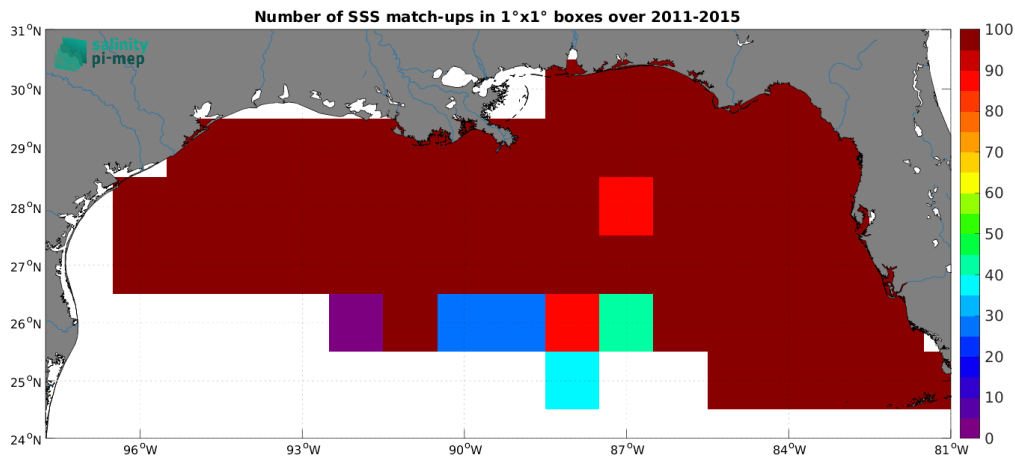 Number of SSS match-ups in 1°x1° boxes over 2011-2015
salinity
pi-mep
31°N
30°N
29°N
28°N
27°N
26°N
25°N
24°N
96°W
93°W
90°W
87°W
84°W
81°W
100
90
80
70
60
50
40
30
20
10
0